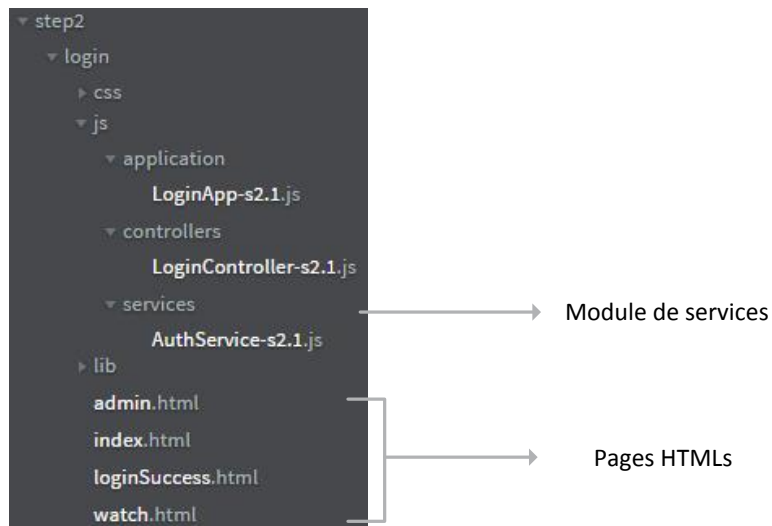 step2
login
css
js
application
LoginApp-s2.1.js
controllers
LoginController-s2.1.js
services
Module de services
AuthService-s2.1.js
lib
admin.html
index.html
Pages HTMLs
loginSuccess.html
watch.html